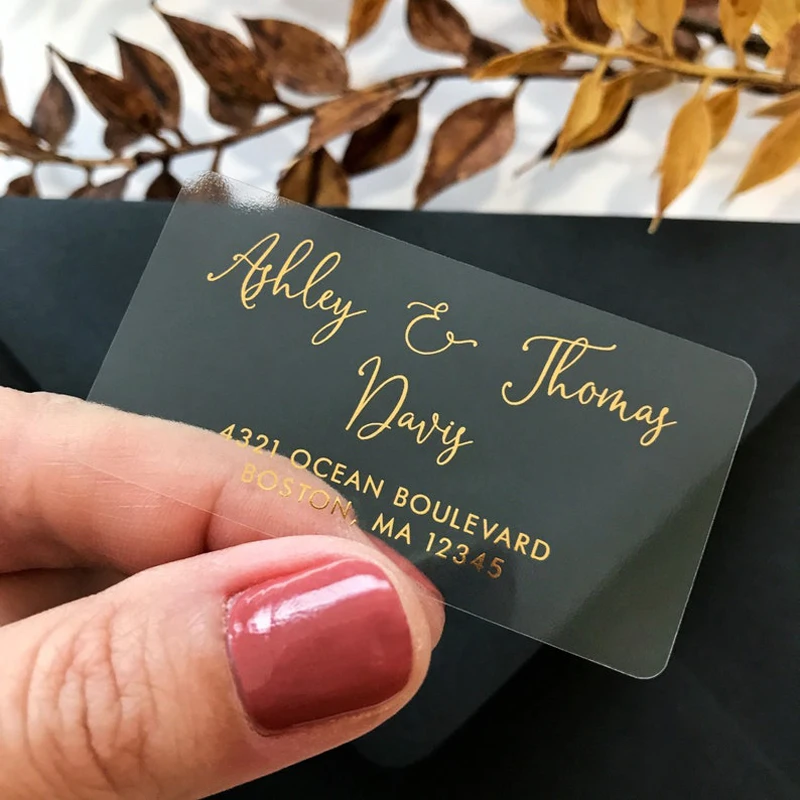 Ashley & Thomas
Davis
4321 OCEAN BOULEVARD
BOSTON, MA 12345